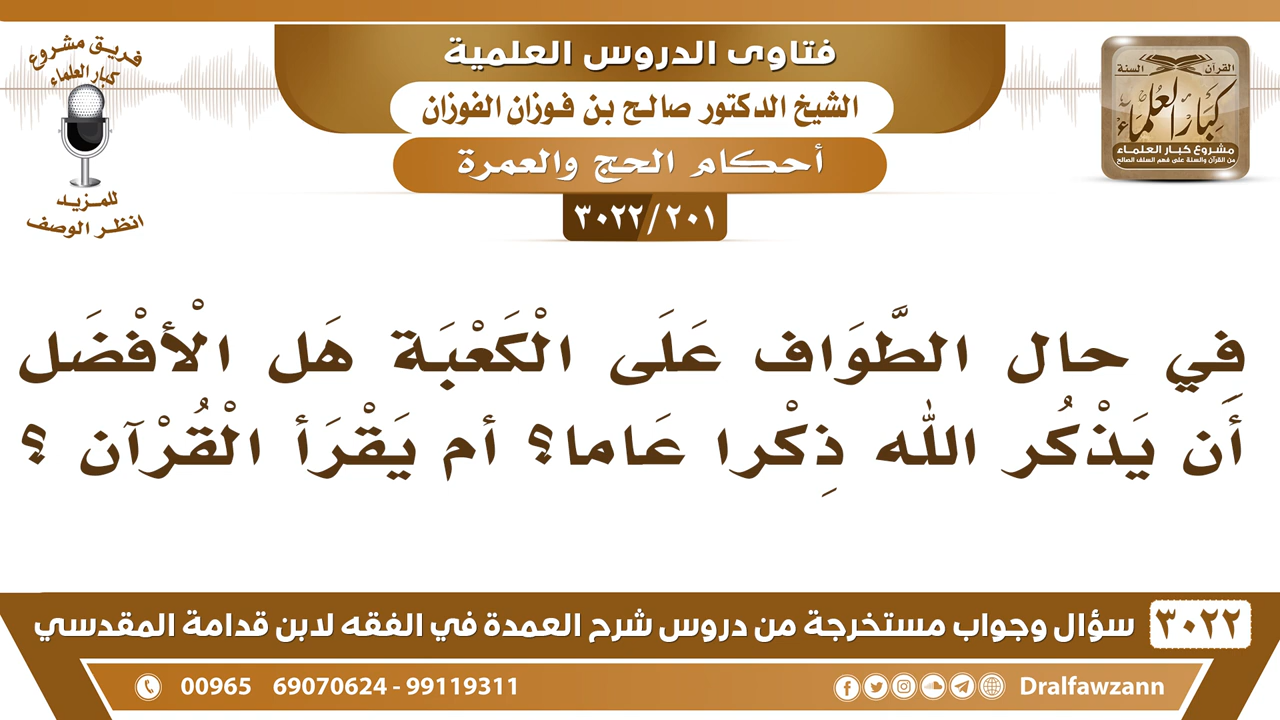 فتاوى الدروس العلمية
الشيخ الدكتور صالح بن فوزان الفوزان
أحكام الحج والعمرة
٣٠٢٢/٢٠١
فريق مشروع
كبار العلماء
للمزيد
انظر الوصف
القرآن السنة
كبار العلماء
مشروع كبار العلماء
من القرآن والسنة على فهم السلف الصالح
فِي حال الطَّوَاف عَلَى الْكَعْبَة هَل الْأفْضَل
أَن يَذْكُر الله ذِكْرا عَاما؟ أم يَقْرَأ الْقُرْآن ؟
٣٠٢٢ سؤال وجواب مستخرجة من دروس شرح العمدة في الفقه لابن قدامة المقدسي
00965 69070624 - 99119311
Dralfawzann